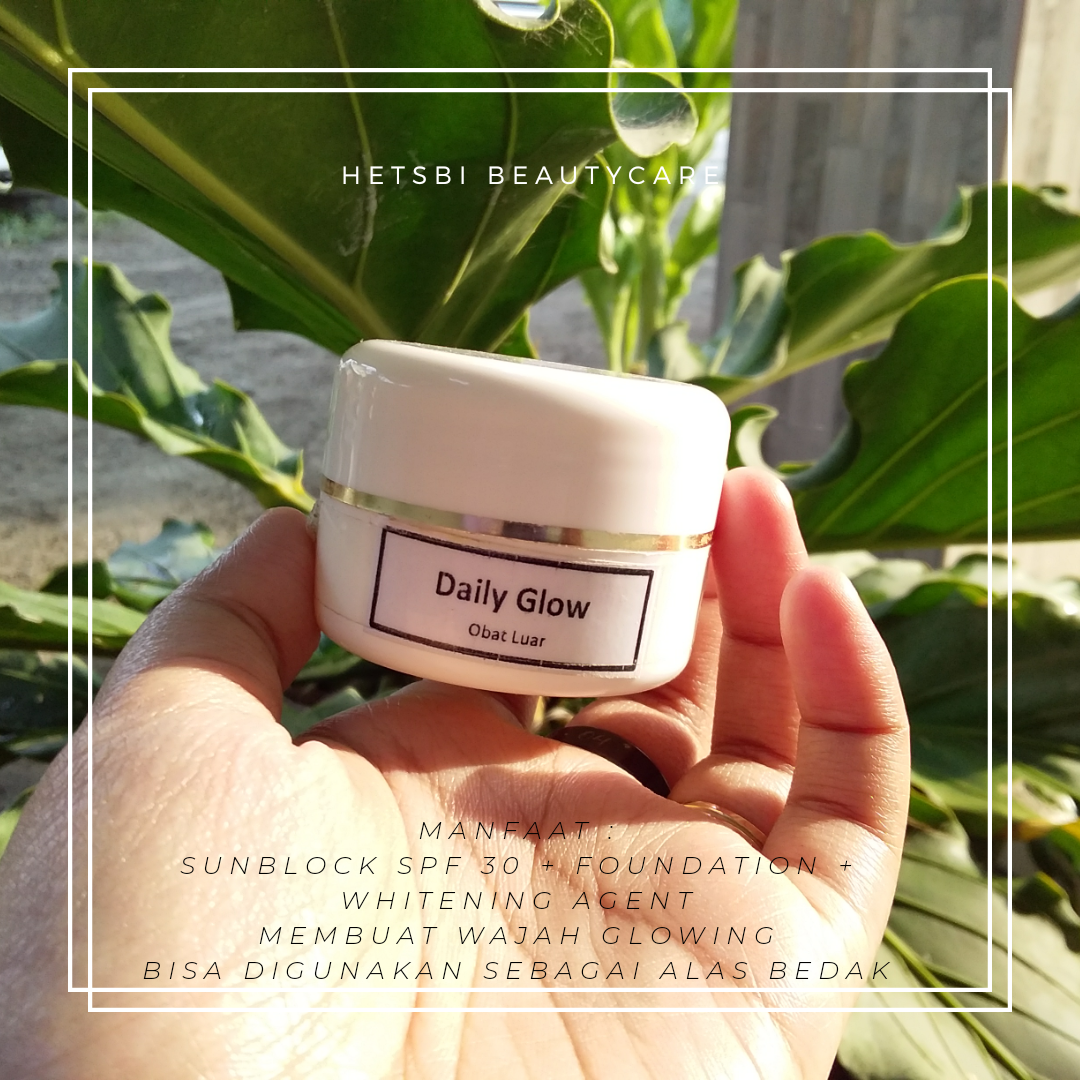 HETSBI BEAUTYCARE
Daily Glow
Obat Luar
MANFAAT :
SUNBLOCK SPF 30 + FOUNDATION +
WHITENING AGENT
MEMBUAT WAJAH GLOWING
BISA DIGUNAKAN SEBAGAI ALAS BEDAK